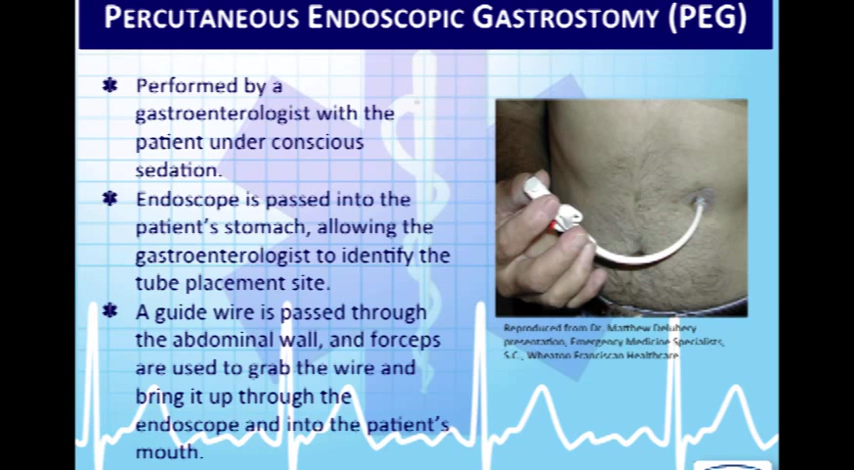 PERCUTANEOUS ENDOSCOPIC GASTROSTOMY (PEG)
Performed by a
gastroenterologist with the
patient under conscious
sedation.
Endoscope is passed into the
patient's stomach, allowing the
gastroenterologist to identify the
tube placement site.
A guide wire is passed through
the abdominal wall, and forceps
are used to grab the wire and
bring it up through the
endoscope and into the patient's
mouth.
Reproduced from Dr. Matthew
presentation, Emergency Medicine Specialists,
S.C., Wheaton Franciscan Healthcare